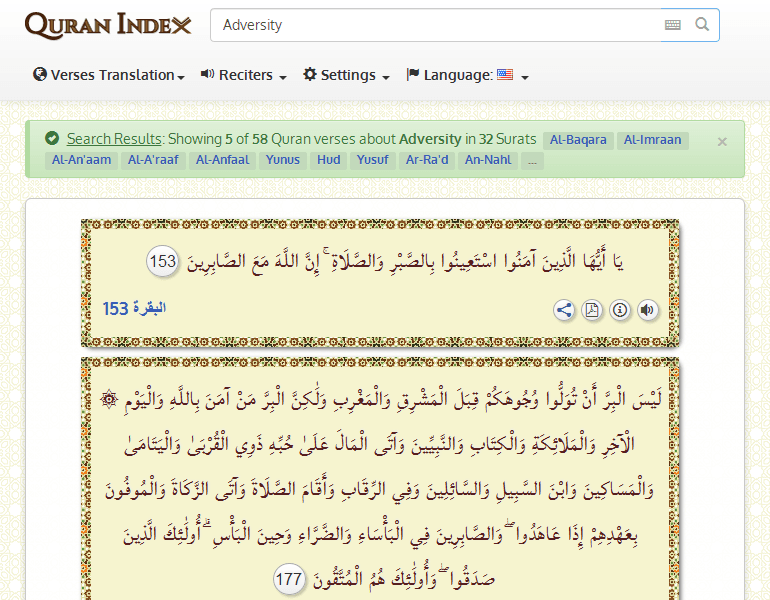 QURAN INDEX
Adversity
Verses Translation
Reciters
Settings
Language:
Search Results: Showing 5 of 58 Quran verses about Adversity in 32 Surats Al-Baqara Al-Imraan
Al-An'aam Al-A'raaf Al-Anfaal Yunus Hud Yusuf Ar-Ra'd An-Nahl ...
×
يَا أَيُّهَا الَّذِينَ آمَنُوا اسْتَعِينُوا بِالصَّبْرِ وَالصَّلَاةِ ۚ إِنَّ اللَّهَ مَعَ الصَّابِرِينَ 153
البقرة 153
لَيْسَ الْبِرَّ أَنْ تُوَلُّوا وُجُوهَكُمْ قِبَلَ الْمَشْرِقِ وَالْمَغْرِبِ وَلَٰكِنَّ الْبِرَّ مَنْ آمَنَ بِاللَّهِ وَالْيَوْمِ ۞
الْآخِرِ وَالْمَلَائِكَةِ وَالْكِتَابِ وَالنَّبِيِّينَ وَآتَى الْمَالَ عَلَىٰ حُبِّهِ ذَوِي الْقُرْبَىٰ وَالْيَتَامَىٰ
وَالْمَسَاكِينَ وَابْنَ السَّبِيلِ وَالسَّائِلِينَ وَفِي الرِّقَابِ وَأَقَامَ الصَّلَاةَ وَآتَى الزَّكَاةَ وَالْمُوفُونَ
بِعَهْدِهِمْ إِذَا عَاهَدُوا ۖ وَالصَّابِرِينَ فِي الْبَأْسَاءِ وَالضَّرَّاءِ وَحِينَ الْبَأْسِ ۗ أُولَٰئِكَ الَّذِينَ
صَدَقُوا ۖ وَأُولَٰئِكَ هُمُ الْمُتَّقُونَ 177